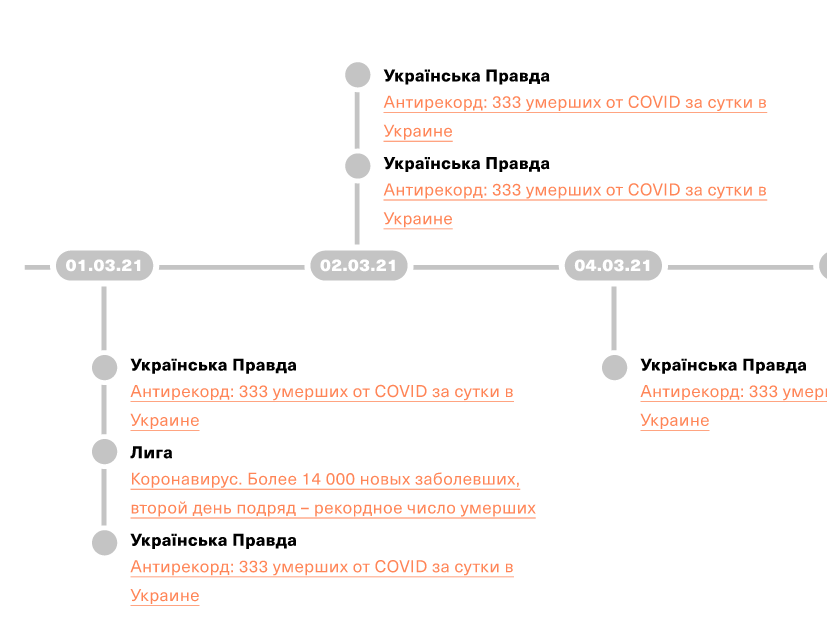 Українська Правда
Антирекорд: 333 умерших от COVID за сутки в
Украине
Українська Правда
Антирекорд: 333 умерших от COVID за сутки в
Украине
01.03.21
02.03.21
04.03.21
Українська Правда
Антирекорд: 333 умерших от COVID за сутки в
Украине
Лига
Коронавирус. Более 14 000 новых заболевших,
второй день подряд – рекордное число умерших
Українська Правда
Антирекорд: 333 умерших от COVID за сутки в
Украине
Українська Правда
Антирекорд: 333
Украине